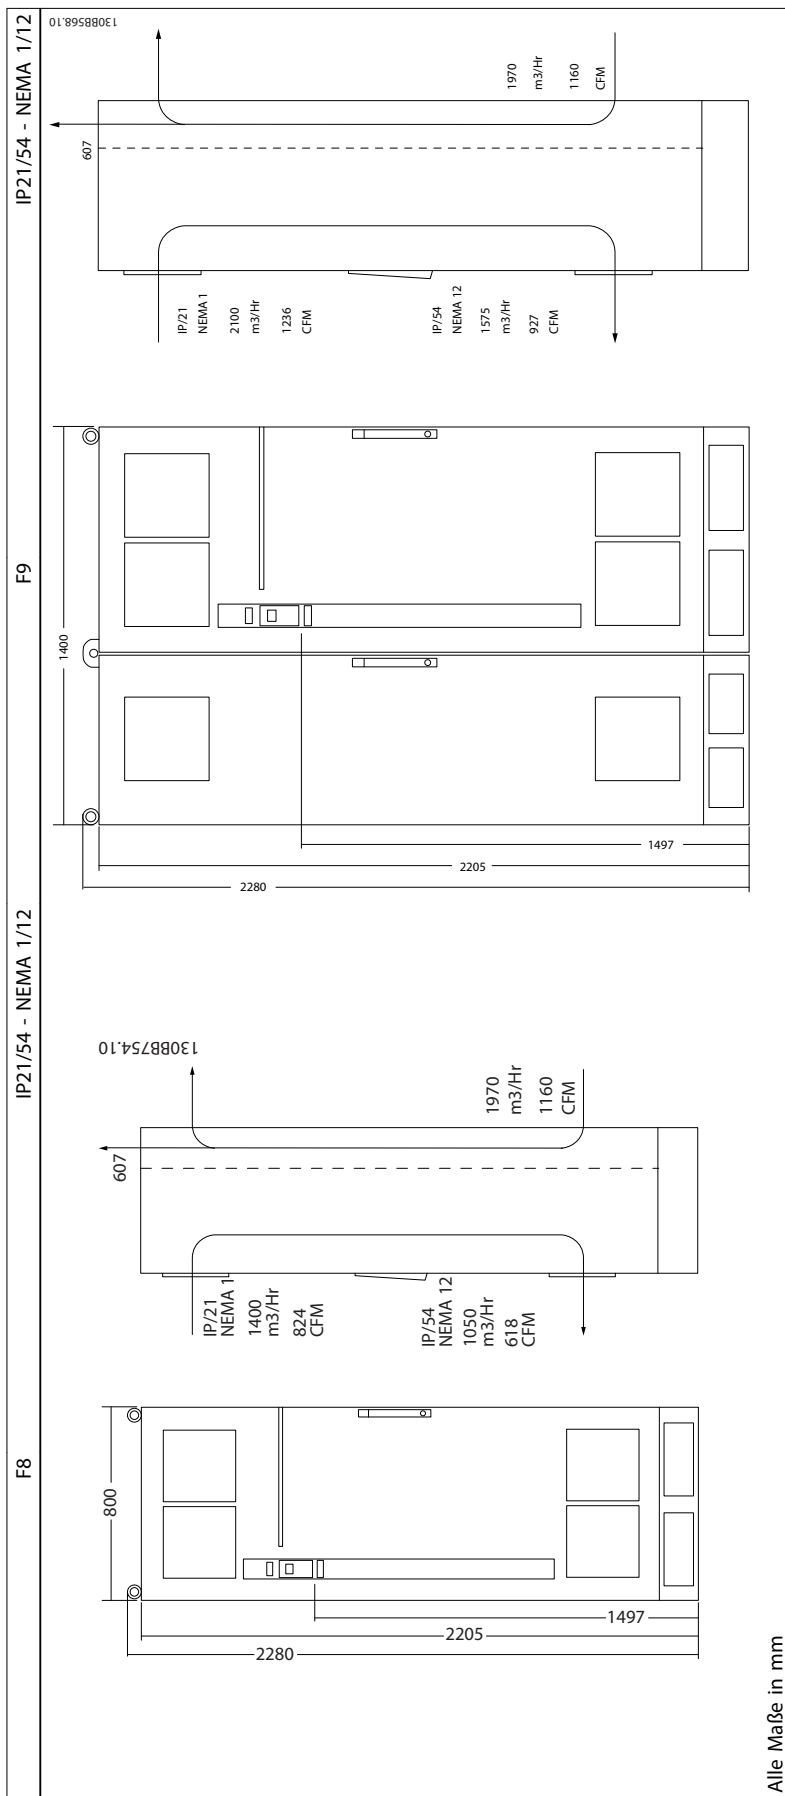 F8
IP21/54 - NEMA 1/12
F9
IP21/54 - NEMA 1/12
130BB754.10
607
1970
m3/Hr
1160
CFM
IP/21
NEMA 1
1400
m3/Hr
824
CFM
IP/54
NEMA 12
1050
m3/Hr
618
CFM
800
1497
2205
2280
130BB568.10
607
1970
m3/Hr
1160
CFM
IP/21
NEMA 1
2100
m3/Hr
1236
CFM
IP/54
NEMA 12
1575
m3/Hr
927
CFM
1400
1497
2205
2280
Alle Maße in mm